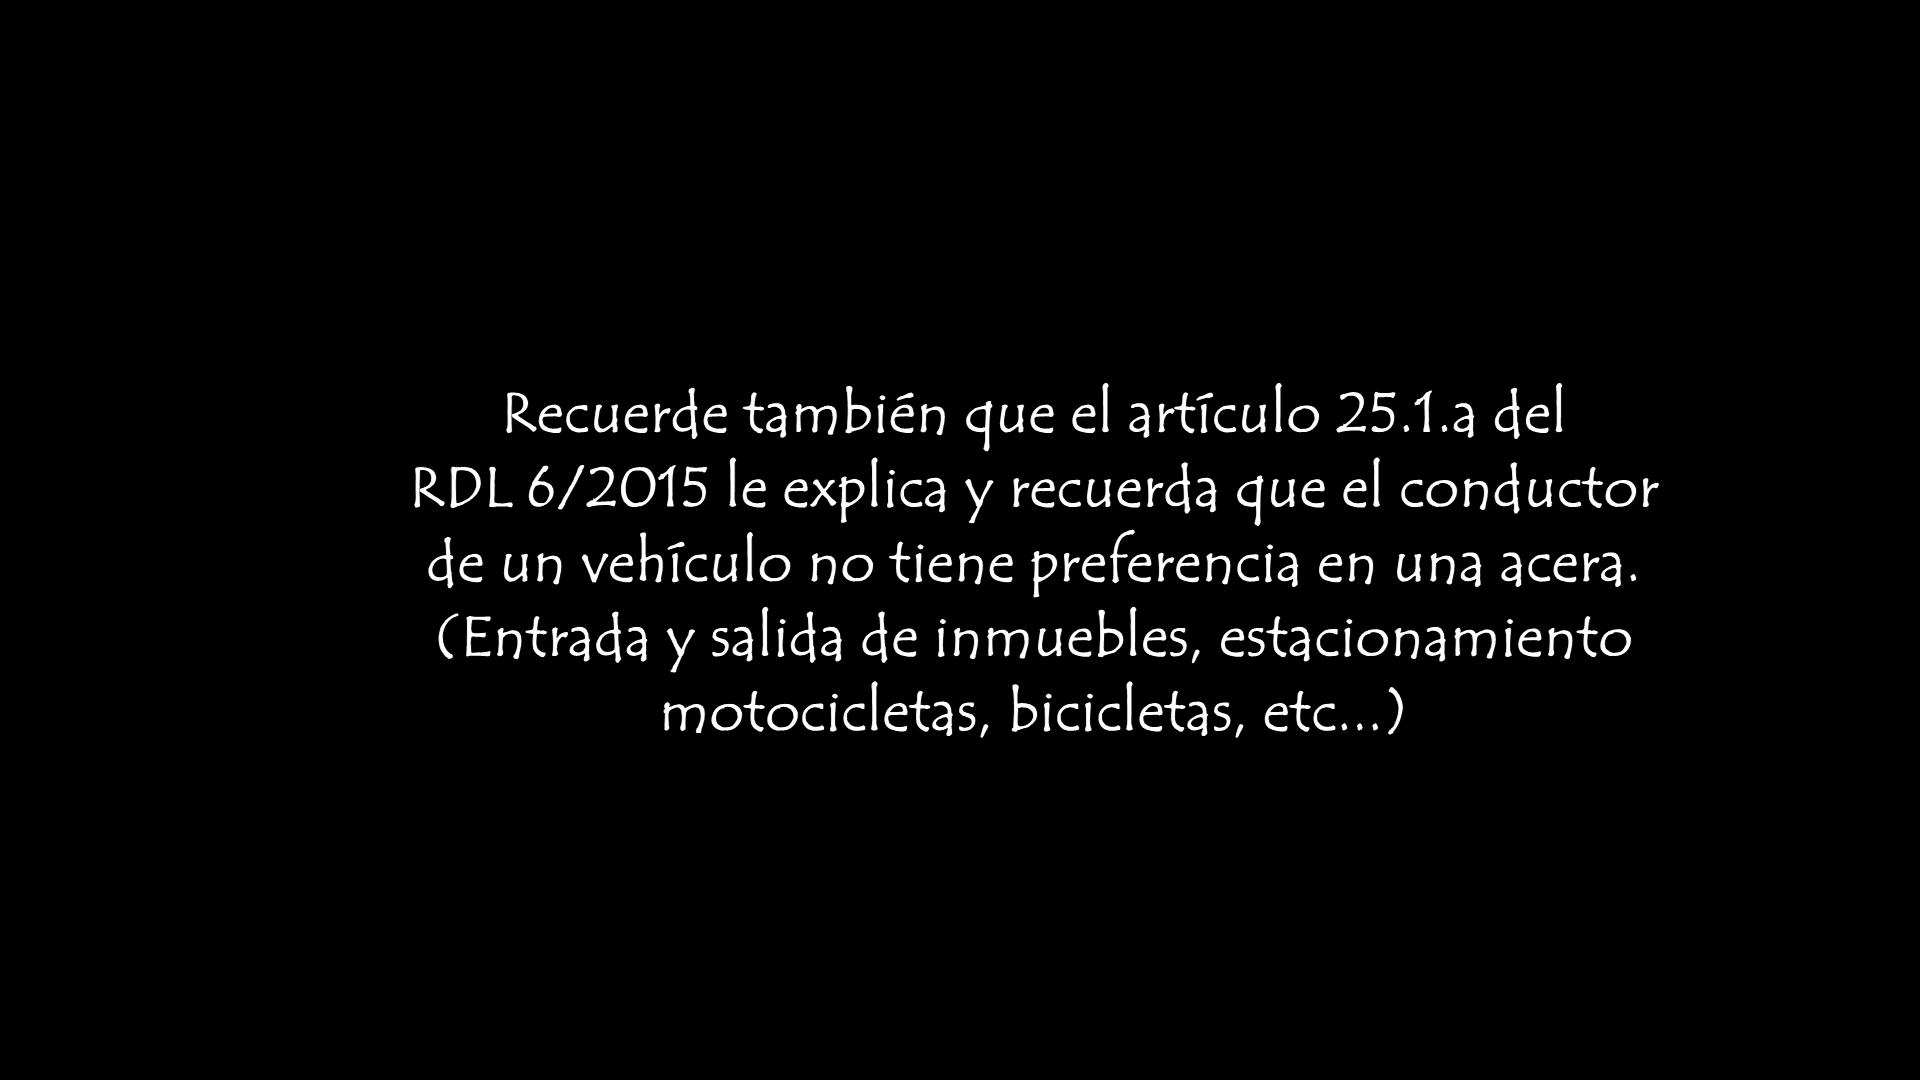 Recuerde también que el artículo 25.1.a del
RDL 6/2015 le explica y recuerda que el conductor
de un vehículo no tiene preferencia en una acera.
(Entrada y salida de inmuebles, estacionamiento
motocicletas, bicicletas, etc...)